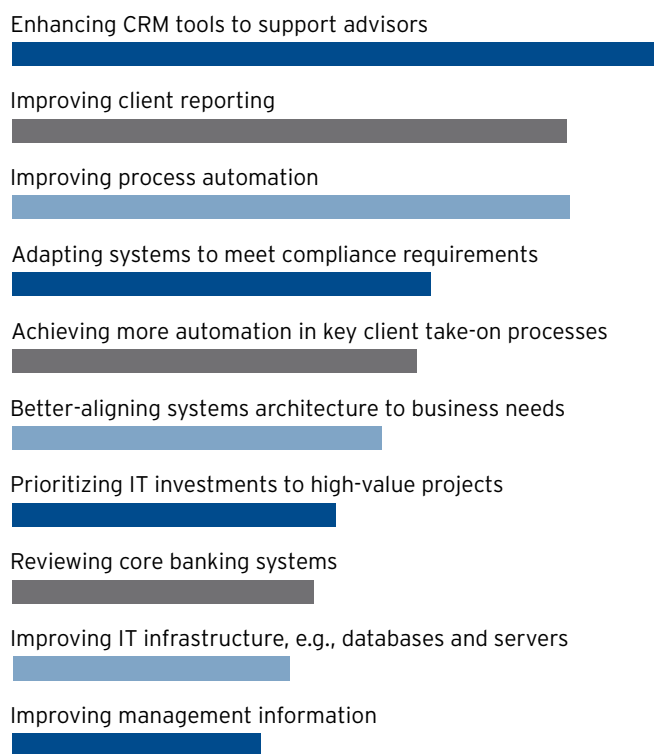 Enhancing CRM tools to support advisors
Improving client reporting
Improving process automation
Adapting systems to meet compliance requirements
Achieving more automation in key client take-on processes
Better-aligning systems architecture to business needs
Prioritizing IT investments to high-value projects
Reviewing core banking systems
Improving IT infrastructure, e.g., databases and servers
Improving management information